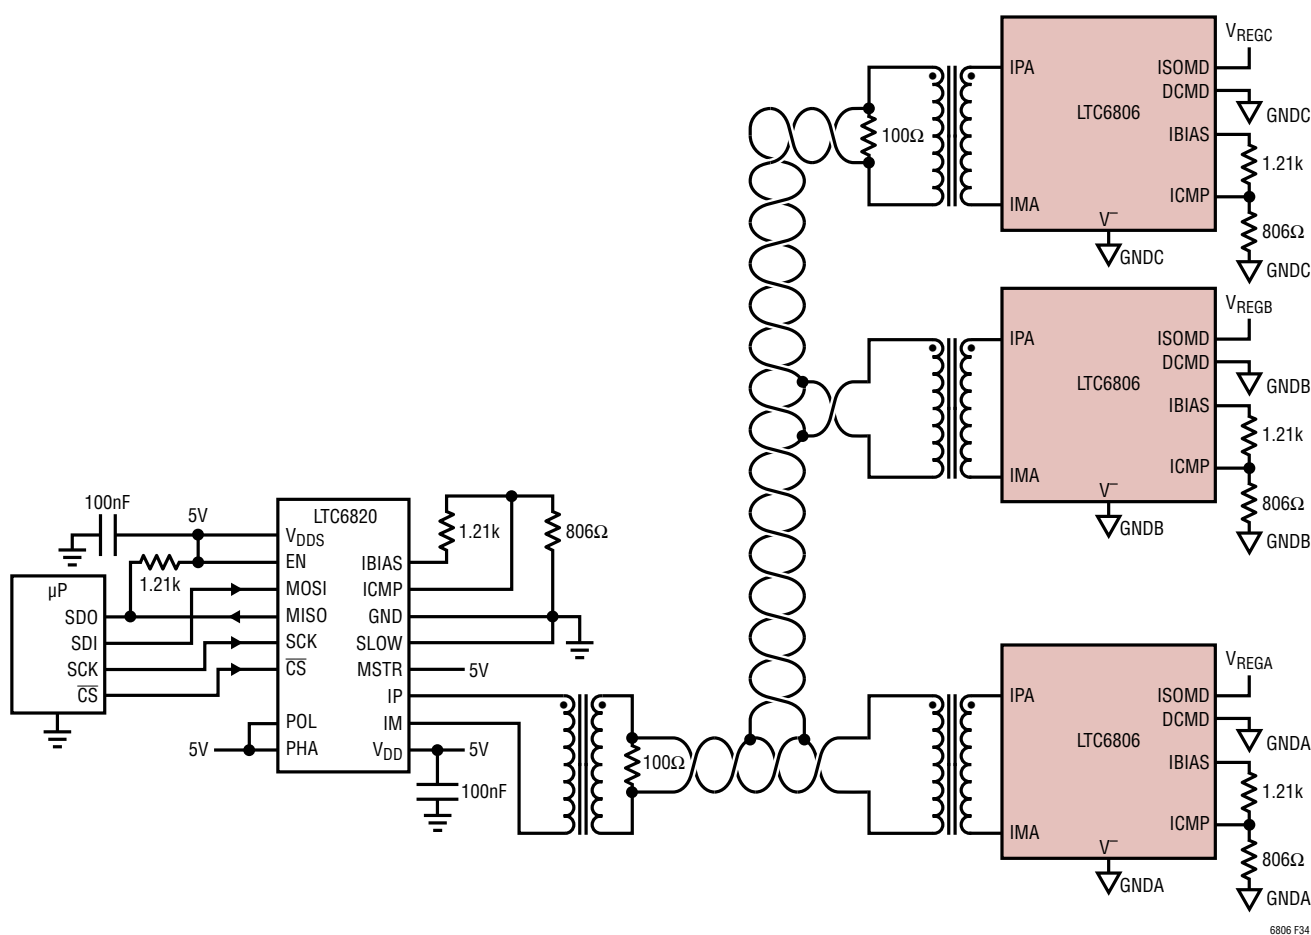 VREGC
IPA
ISOMD
DCMD
LTC6806
GNDC
IBIAS
100Ω
1.21k
ICMP
IMA
V–
806Ω
GNDC
GNDC
VREGB
IPA
ISOMD
DCMD
LTC6806
GNDB
IBIAS
1.21k
ICMP
IMA
V–
806Ω
GNDB
GNDB
100nF
5V
LTC6820
VDDS
EN
MOSI
MISO
SCK
CS
POL
PHA
IBIAS
ICMP
GND
SLOW
MSTR
IP
IM
VDD
1.21k
806Ω
1.21k
µP
SDO
SDI
SCK
CS
5V
5V
5V
100nF
100Ω
VREGA
IPA
ISOMD
DCMD
LTC6806
GNDA
IBIAS
1.21k
ICMP
IMA
V–
806Ω
GNDA
GNDA
6806 F34